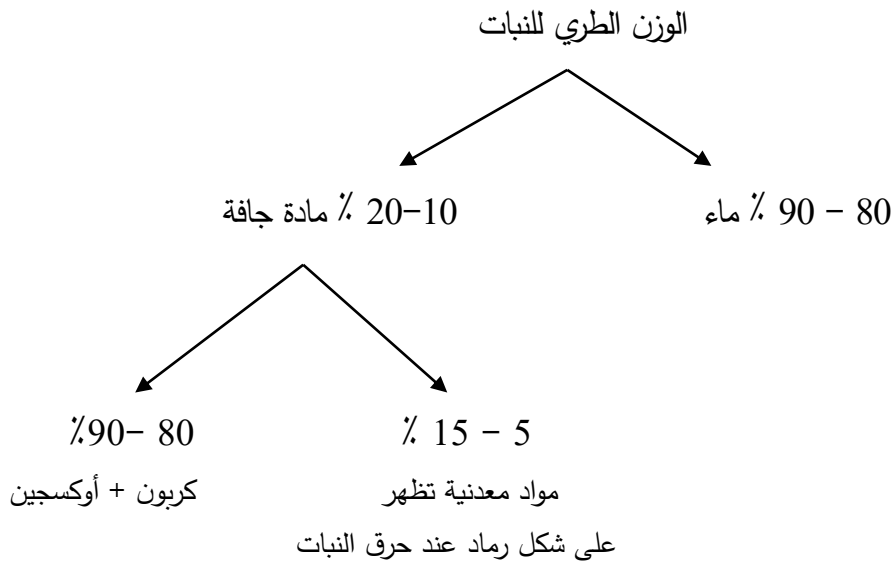 الوزن الطري للنبات
80 – 90 ٪ ماء
10–20 ٪ مادة جافة
5 – 15 ٪
مواد معدنية تظهر
على شكل رماد عند حرق النبات
80 –90٪
كربون + أوكسجين